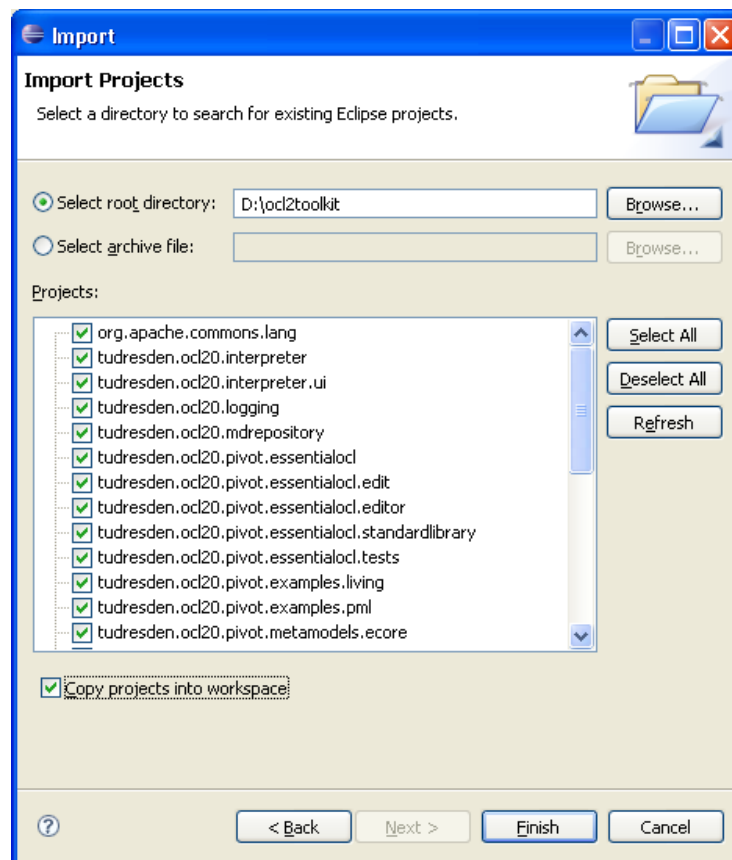 Import
Import Projects
Select a directory to search for existing Eclipse projects.
Select root directory: D:\ocl2toolkit Browse...
Select archive file: Browse...
Projects:
org.apache.commons.lang
tudresden.ocl20.interpreter
tudresden.ocl20.interpreter.ui
tudresden.ocl20.logging
tudresden.ocl20.mdrepository
tudresden.ocl20.pivot.essentialocl
tudresden.ocl20.pivot.essentialocl.edit
tudresden.ocl20.pivot.essentialocl.editor
tudresden.ocl20.pivot.essentialocl.standardlibrary
tudresden.ocl20.pivot.essentialocl.tests
tudresden.ocl20.pivot.examples.living
tudresden.ocl20.pivot.examples.pml
tudresden.ocl20.pivot.metamodels.ecore
Select All
Deselect All
Refresh
Copy projects into workspace
? < Back Next > Finish Cancel